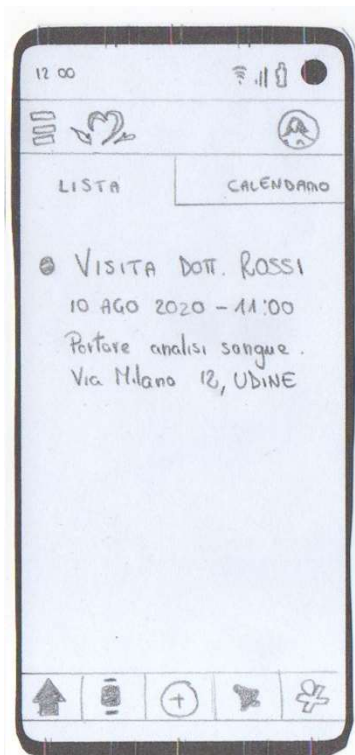 12 00
LISTA
CALENDARIO
VISITA DOTT. ROSSI
10 AGO 2020 - 11:00
Portare analisi sangue.
Via Milano 12, UDINE